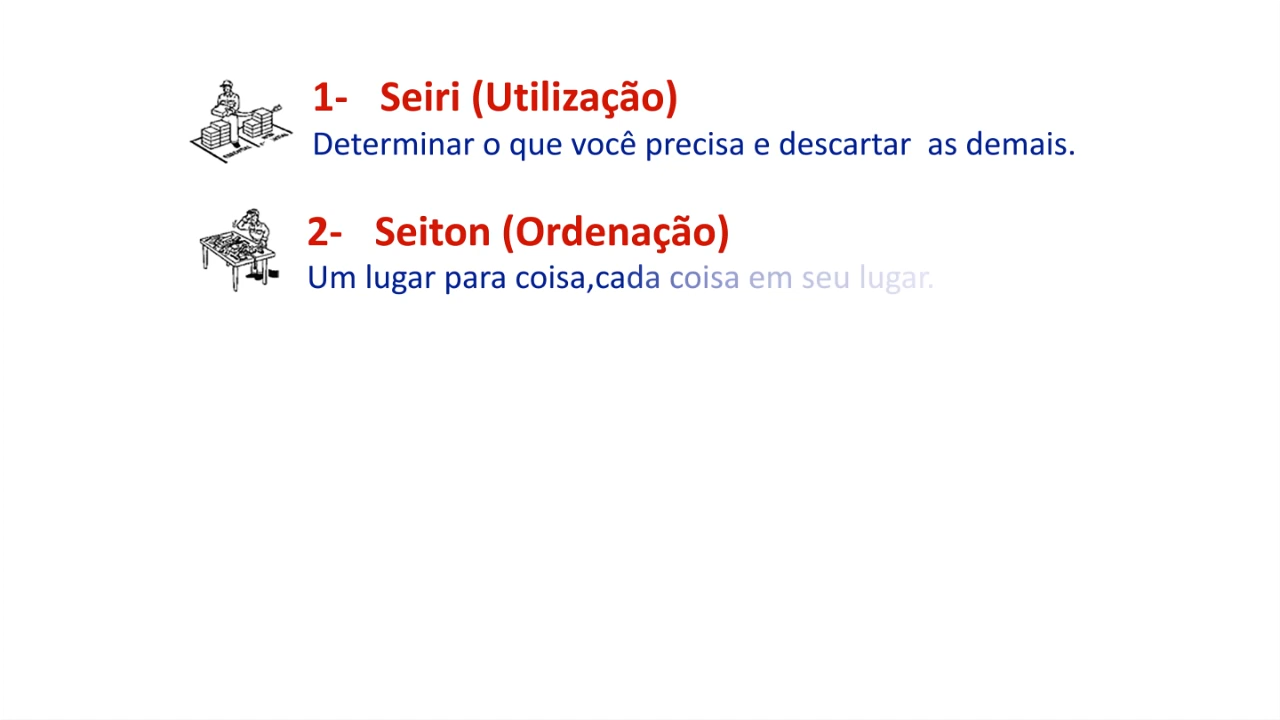 1- Seiri (Utilização)
Determinar o que você precisa e descartar as demais.
2- Seiton (Ordenação)
Um lugar para coisa,cada coisa em seu lugar.